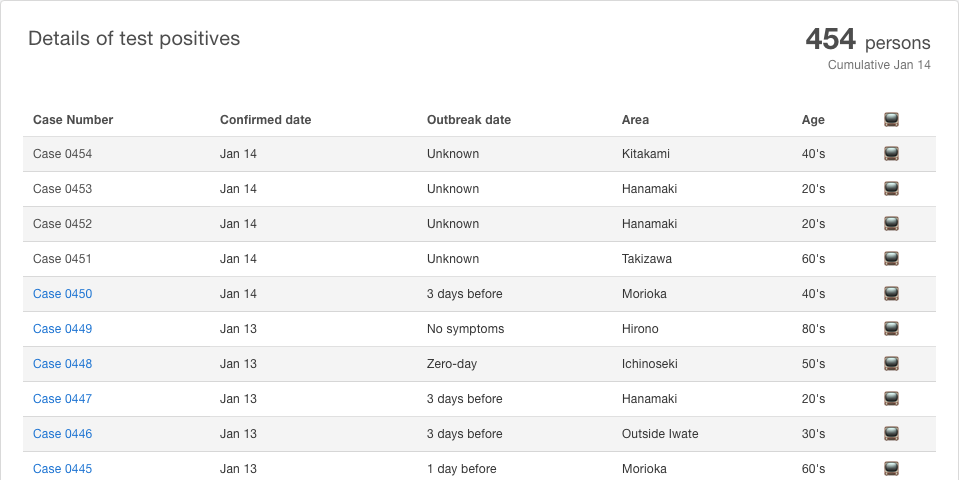 Details of test positives
454 persons
Cumulative Jan 14
Case Number Confirmed date Outbreak date Area Age
Case 0454 Jan 14 Unknown Kitakami 40's
Case 0453 Jan 14 Unknown Hanamaki 20's
Case 0452 Jan 14 Unknown Hanamaki 20's
Case 0451 Jan 14 Unknown Takizawa 60's
Case 0450 Jan 14 3 days before Morioka 40's
Case 0449 Jan 13 No symptoms Hirono 80's
Case 0448 Jan 13 Zero-day Ichinoseki 50's
Case 0447 Jan 13 3 days before Hanamaki 20's
Case 0446 Jan 13 3 days before Outside Iwate 30's
Case 0445 Jan 13 1 day before Morioka 60's